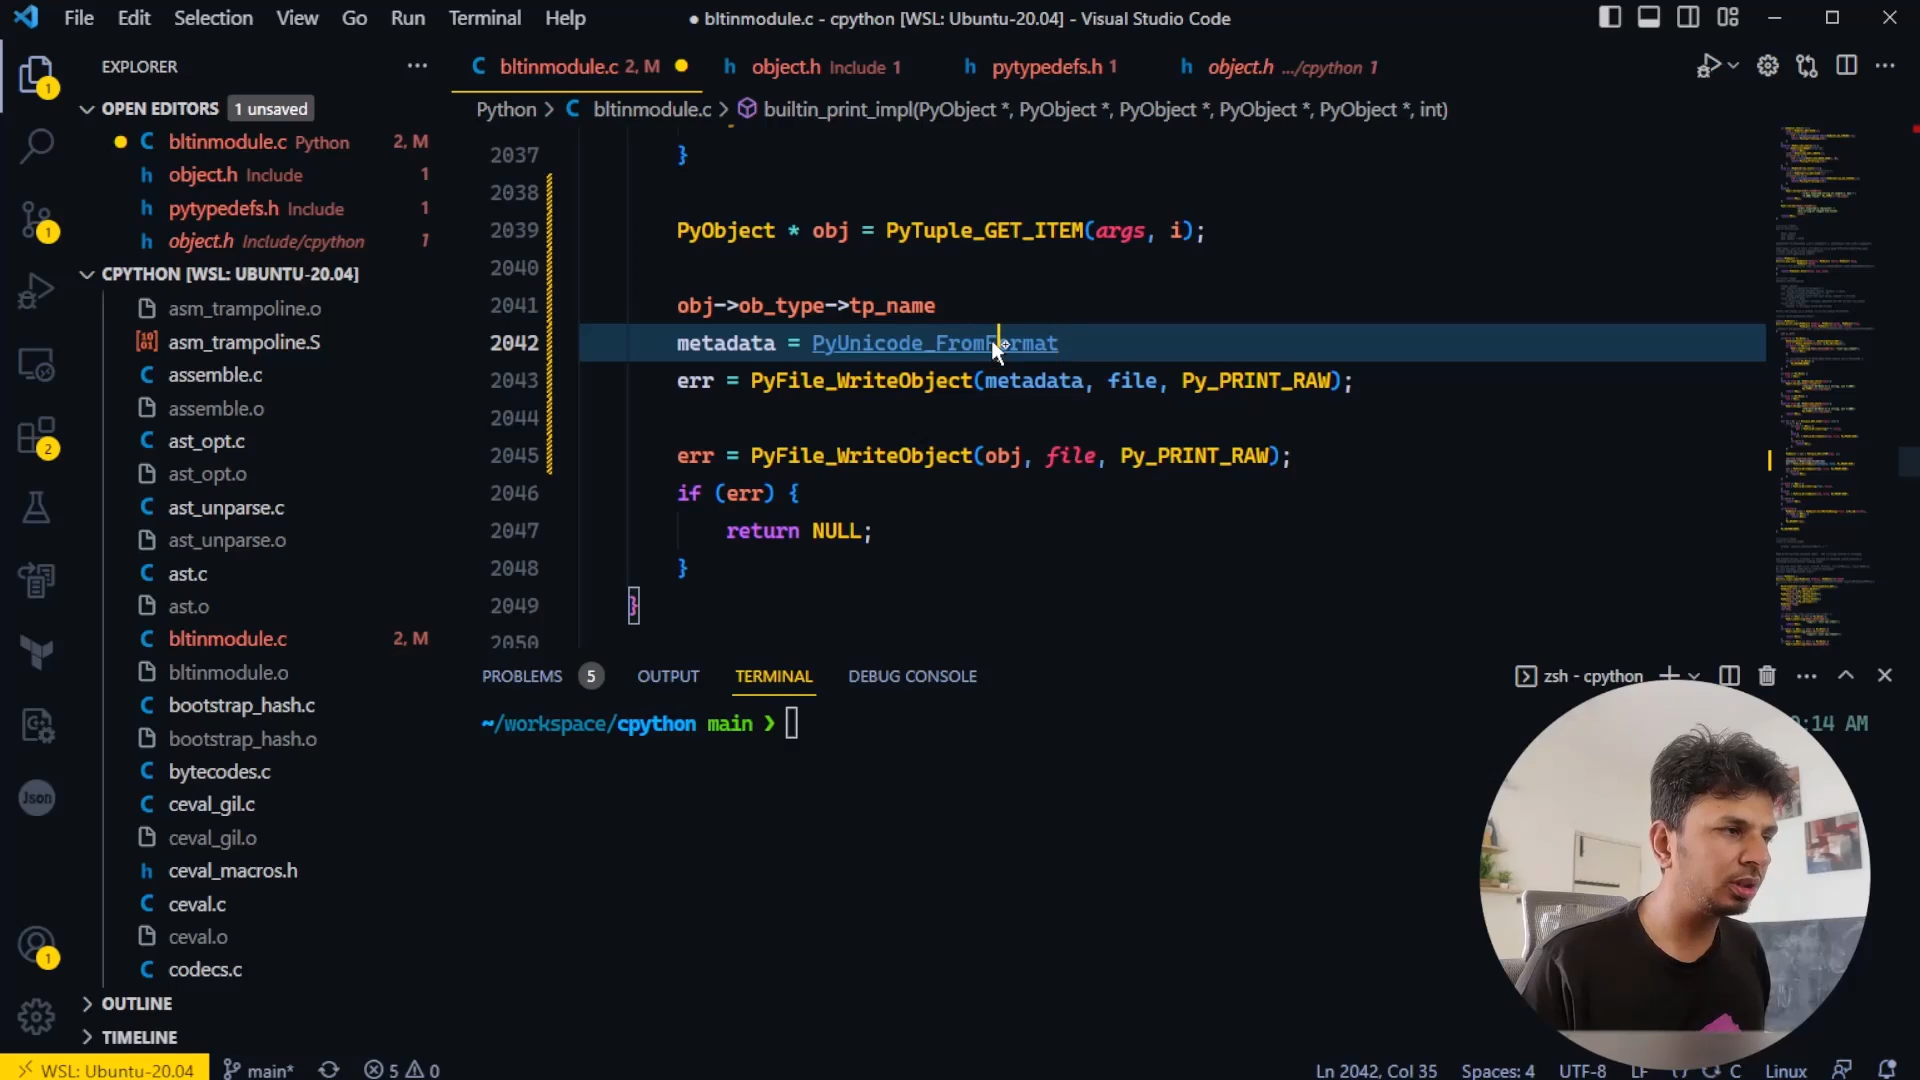 File Edit Selection View Go Run Terminal Help
● bltinmodule.c - cpython [WSL: Ubuntu-20.04] - Visual Studio Code
EXPLORER
bltinmodule.c 2, M
object.h Include 1
pytypedefs.h 1
object.h .../cpython 1
OPEN EDITORS 1 unsaved
Python > C bltinmodule.c > builtin_print_impl(PyObject *, PyObject *, PyObject *, PyObject *, PyObject *, int)
C bltinmodule.c Python 2, M
h object.h Include 1
h pytypedefs.h Include 1
h object.h Include/cpython 1
CPYTHON [WSL: UBUNTU-20.04]
asm_trampoline.o
asm_trampoline.S
C assemble.c
assemble.o
C ast_opt.c
ast_opt.o
C ast_unparse.c
ast_unparse.o
C ast.c
ast.o
C bltinmodule.c 2, M
bltinmodule.o
C bootstrap_hash.c
bootstrap_hash.o
C bytecodes.c
C ceval_gil.c
ceval_gil.o
h ceval_macros.h
C ceval.c
ceval.o
C codecs.c
OUTLINE
TIMELINE
2037 }
2038
2039 PyObject * obj = PyTuple_GET_ITEM(args, i);
2040
2041 obj->ob_type->tp_name
2042 metadata = PyUnicode_FromFormat
2043 err = PyFile_WriteObject(metadata, file, Py_PRINT_RAW);
2044
2045 err = PyFile_WriteObject(obj, file, Py_PRINT_RAW);
2046 if (err) {
2047 return NULL;
2048 }
2049 }
2050
PROBLEMS 5 OUTPUT TERMINAL DEBUG CONSOLE
zsh - cpython
~/workspace/cpython main ❯
:14 AM
Json
WSL: Ubuntu-20.04 main* 5 0
Ln 2042, Col 35 Spaces: 4 UTF-8 LF C Linux